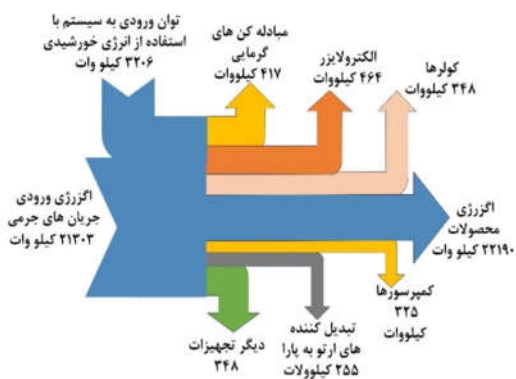 توان ورودی به سیستم با
استفاده از انرژی خورشیدی
۳۲۰۶ کیلو وات
مبادله کن های
گرمایی
۴۱۷ کیلووات
الکترولایزر
۴۶۴ کیلووات
کولرها
۳۴۸ کیلووات
اگزرژی ورودی
جریان های جرمی
۲۱۳۰۳ کیلو وات
اگزرژی
محصولات
۲۲۱۹۰ کیلو وات
کمپرسورها
۳۲۵
کیلووات
تبدیل کننده
های ارتو به پارا
۲۵۵ کیلوولات
دیگر تجهیزات
۳۴۸